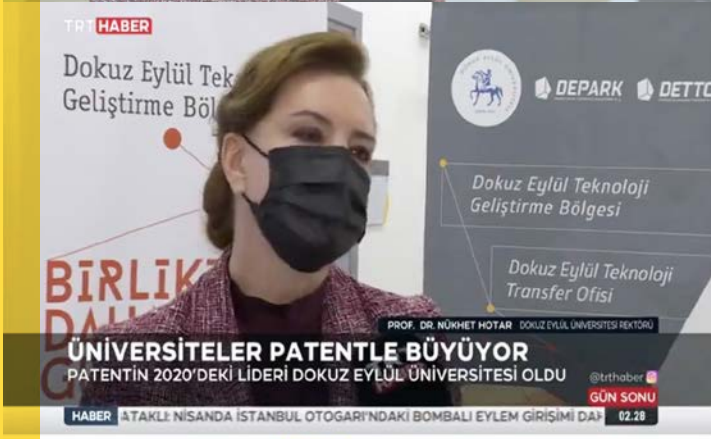 TRT HABER
Dokuz Eylül Tek
Geliştirme Böl
BİRLİK
DEPARK
DETTO
Dokuz Eylül Teknoloji
Geliştirme Bölgesi
Dokuz Eylül Teknoloji
Transfer Ofisi
PROF. DR. NÜKHET HOTAR DOKUZ EYLÜL ÜNİVERSİTESİ REKTÖRÜ
ÜNİVERSİTELER PATENTLE BÜYÜYOR
PATENTİN 2020'DEKİ LİDERİ DOKUZ EYLÜL ÜNİVERSİTESİ OLDU
@trthaber
GÜN SONU
HABER ATAKLI: NİSANDA İSTANBUL OTOGARI'NDAKİ BOMBALI EYLEM GİRİŞİMİ DAH 02.28